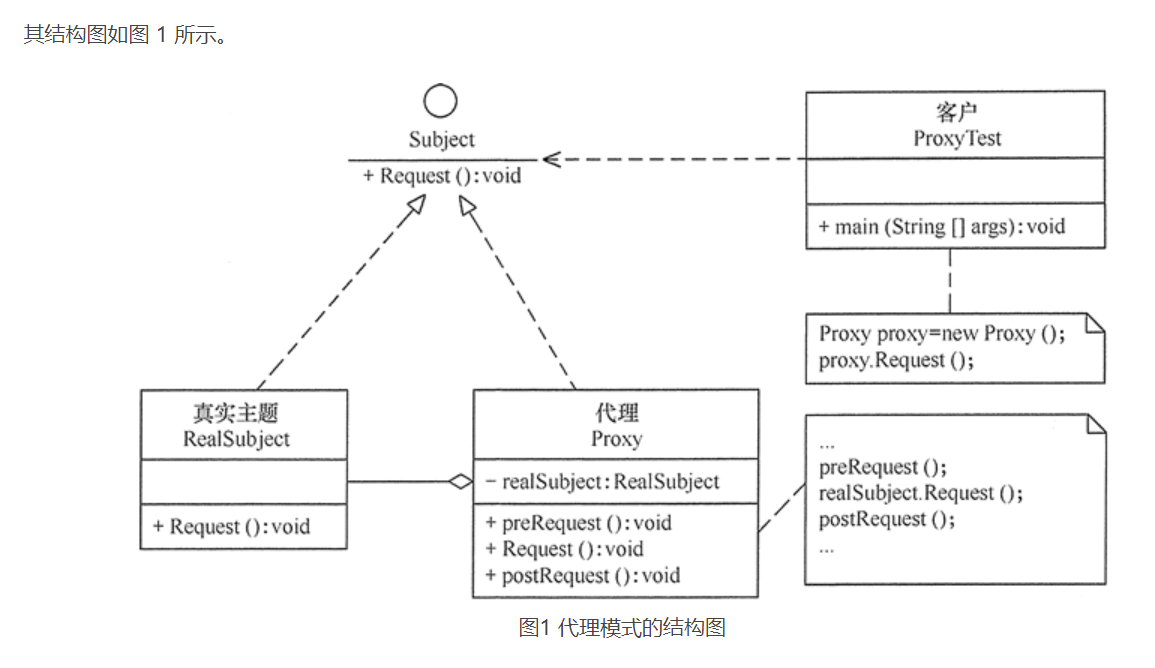 其结构图如图 1 所示。
Subject
+ Request ():void
客户
ProxyTest
+ main (String [] args):void
Proxy proxy=new Proxy ();
proxy.Request ();
真实主题
RealSubject
+ Request ():void
代理
Proxy
− realSubject:RealSubject
+ preRequest ():void
+ Request ():void
+ postRequest ():void
...
preRequest ();
realSubject.Request ();
postRequest ();
...
图1 代理模式的结构图